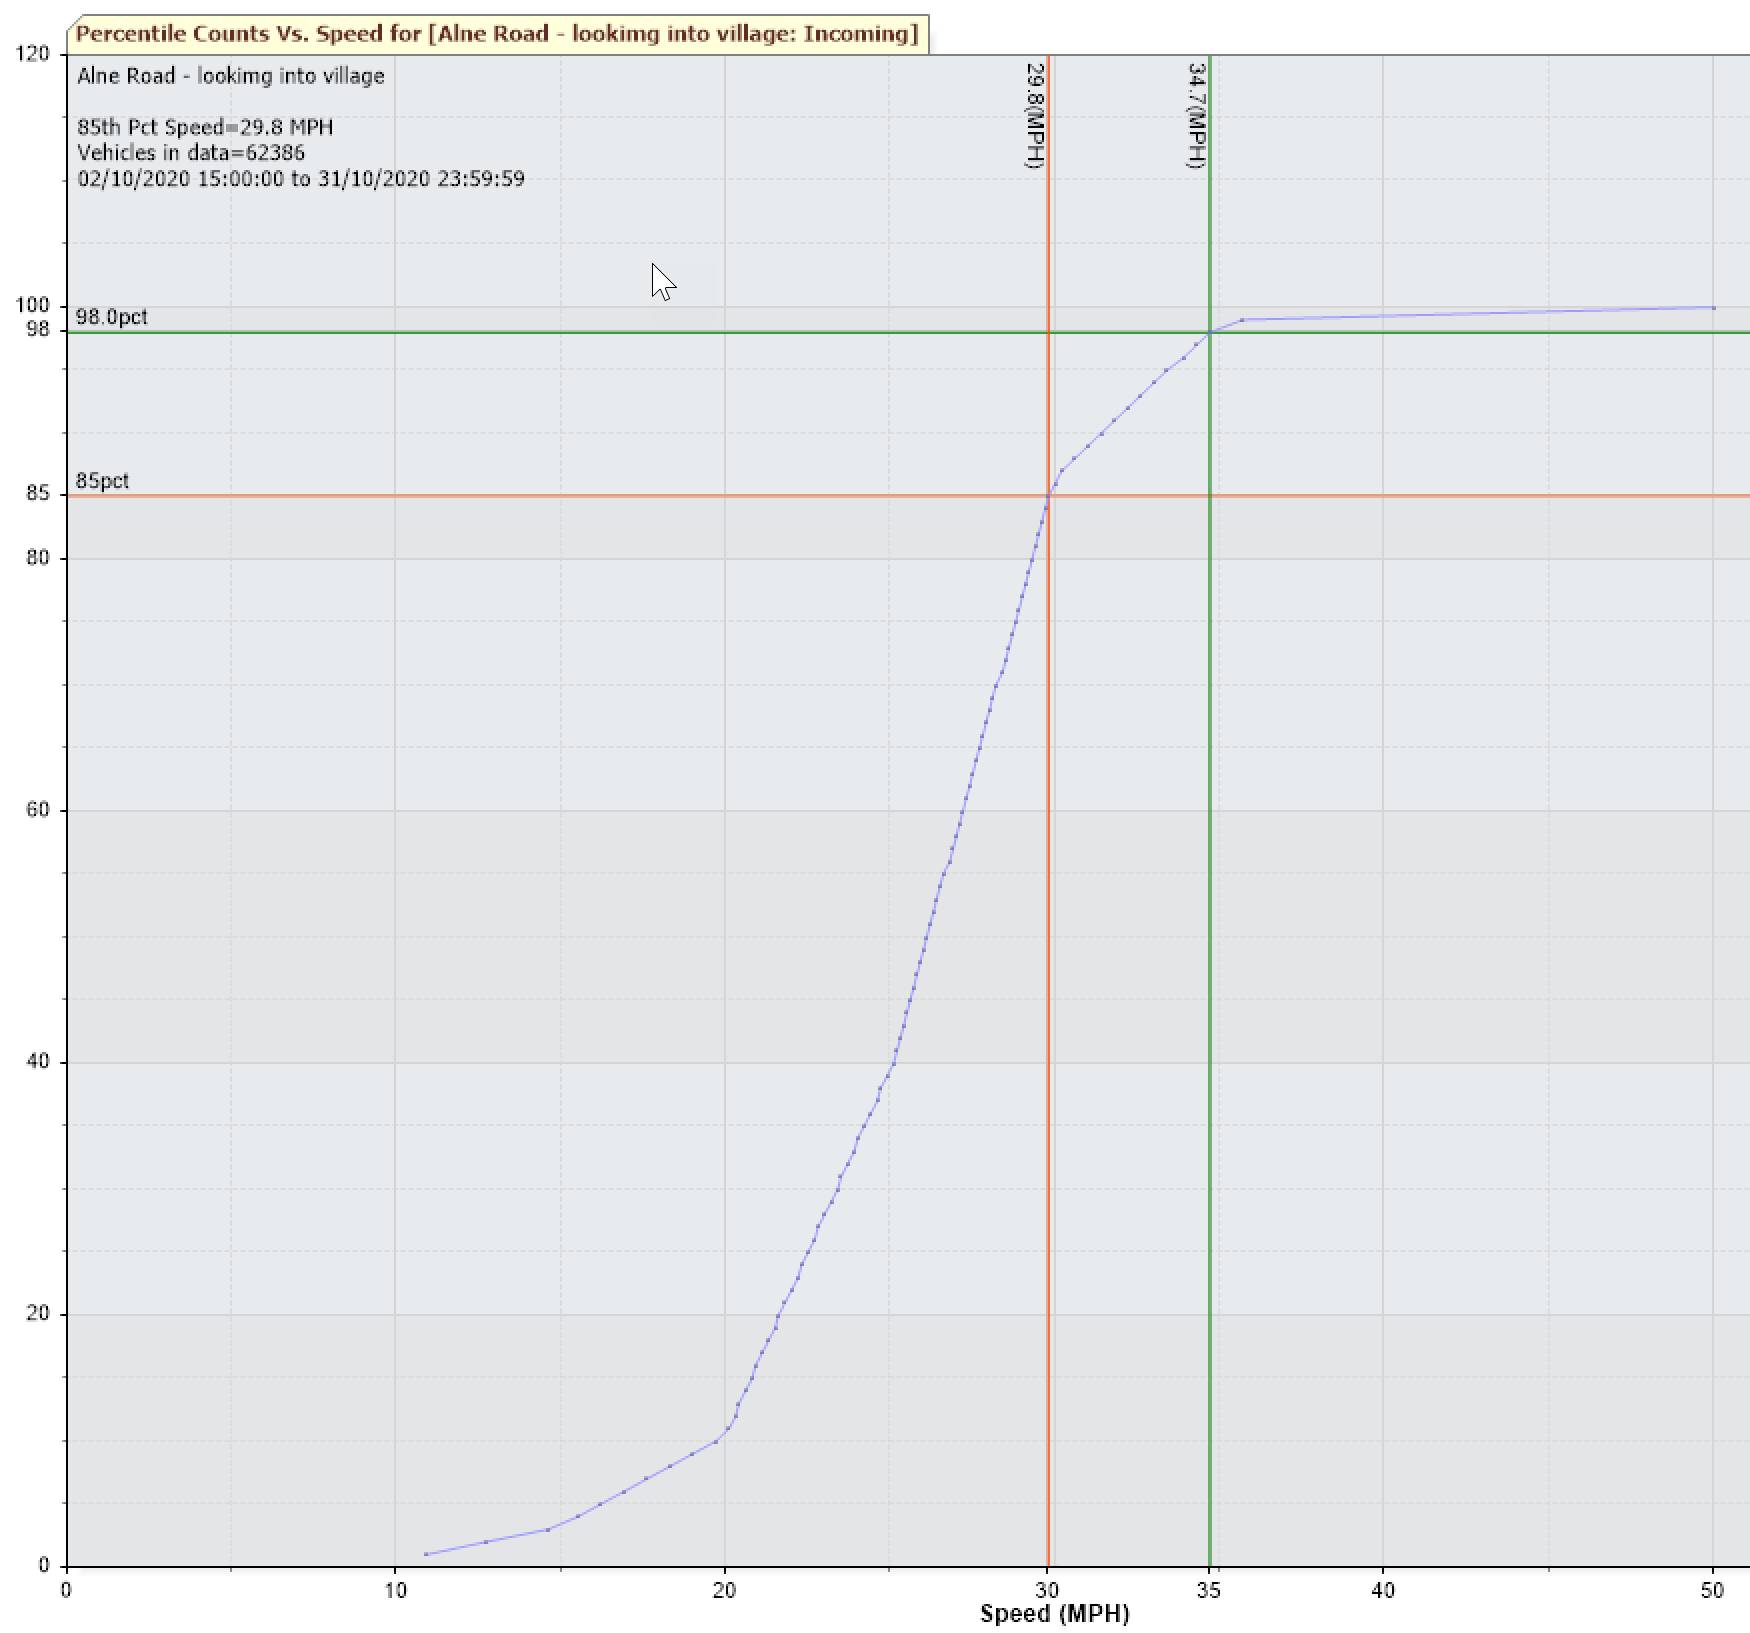 Percentile Counts Vs. Speed for [Alne Road - lookimg into village: Incoming]
120
Alne Road - lookimg into village
85th Pct Speed=29.8 MPH
Vehicles in data=62386
02/10/2020 15:00:00 to 31/10/2020 23:59:59
29.8(MPH)
34.7(MPH)
100
98.0pct
98
85pct
85
80
60
40
20
0
0 10 20 30 35 40 50
Speed (MPH)